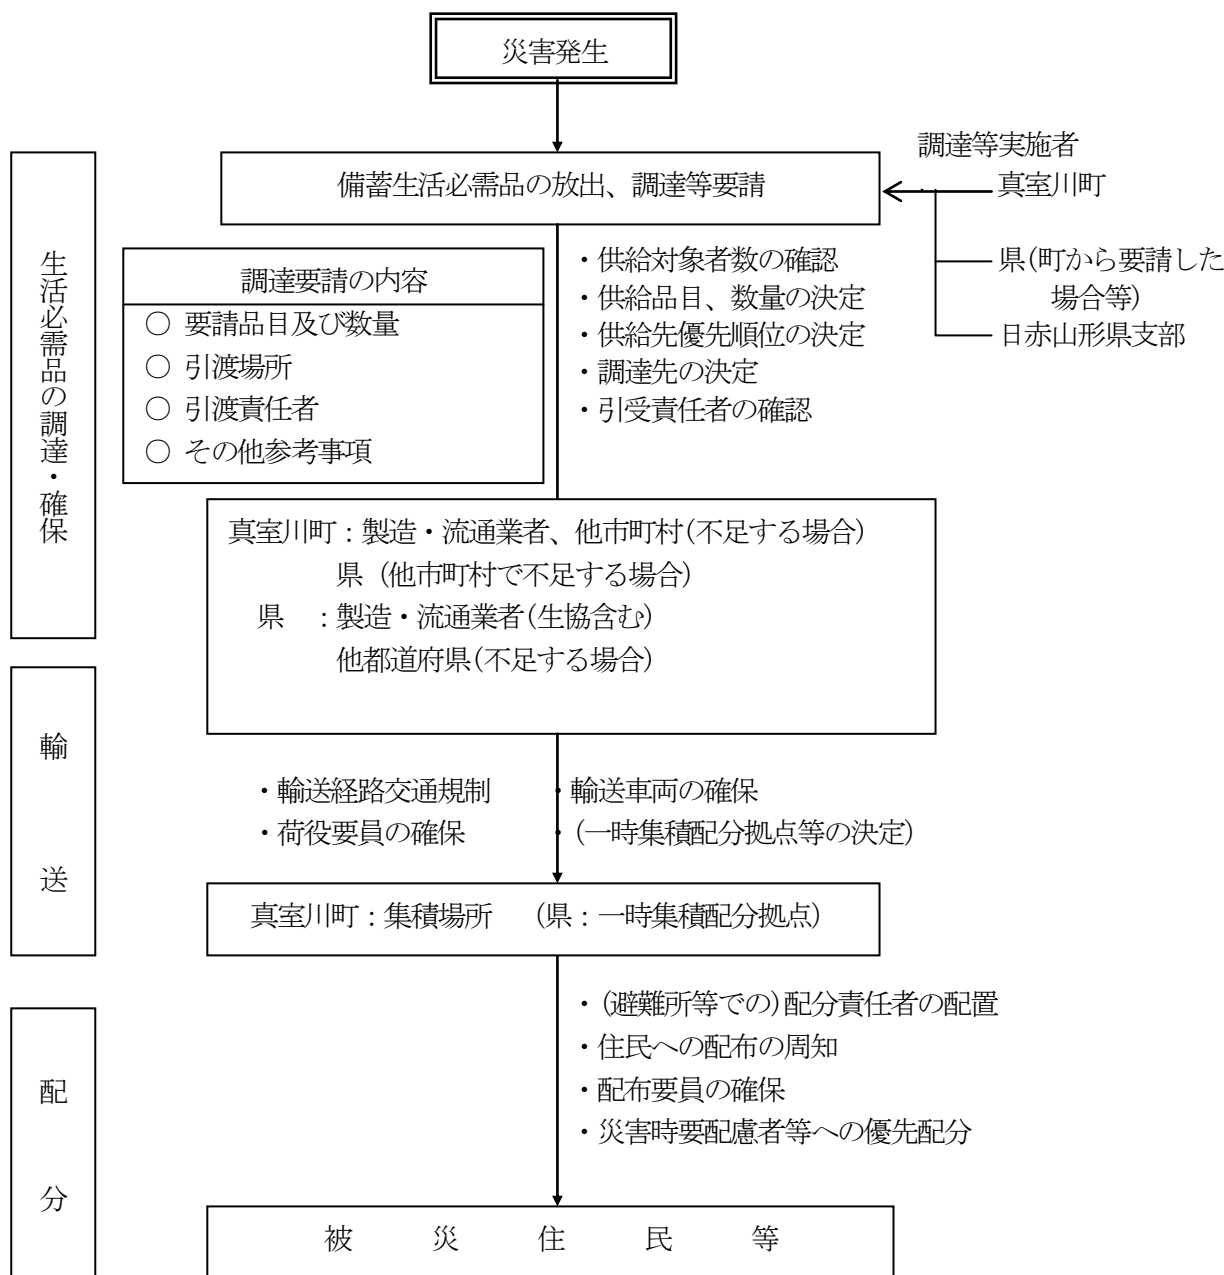 災害発生
調達等実施者
備蓄生活必需品の放出、調達等要請
真室川町
県(町から要請した
場合等)
日赤山形県支部
生活必需品の調達・確保
調達要請の内容
○ 要請品目及び数量
○ 引渡場所
○ 引渡責任者
○ その他参考事項
・供給対象者数の確認
・供給品目、数量の決定
・供給先優先順位の決定
・調達先の決定
・引受責任者の確認
真室川町：製造・流通業者、他市町村(不足する場合)
県 (他市町村で不足する場合)
県　：製造・流通業者(生協含む)
他都道府県(不足する場合)
輸送
・輸送経路交通規制　・輸送車両の確保
・荷役要員の確保　・(一時集積配分拠点等の決定)
真室川町：集積場所　(県：一時集積配分拠点)
配分
・(避難所等での)配分責任者の配置
・住民への配布の周知
・配布要員の確保
・災害時要配慮者等への優先配分
被　災　住　民　等